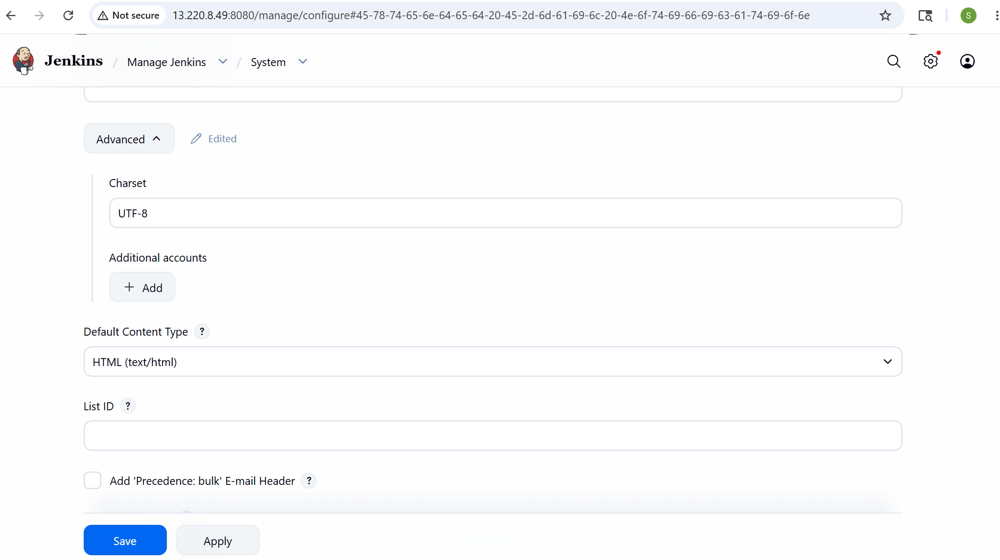 Not secure 13.220.8.49:8080/manage/configure#45-78-74-65-6e-64-65-64-20-45-2d-6d-61-69-6c-20-4e-6f-74-69-66-69-63-61-74-69-6f-6e S
Jenkins / Manage Jenkins / System
Advanced Edited
Charset
UTF-8
Additional accounts
+ Add
Default Content Type ?
HTML (text/html)
List ID ?
Add 'Precedence: bulk' E-mail Header ?
Save Apply